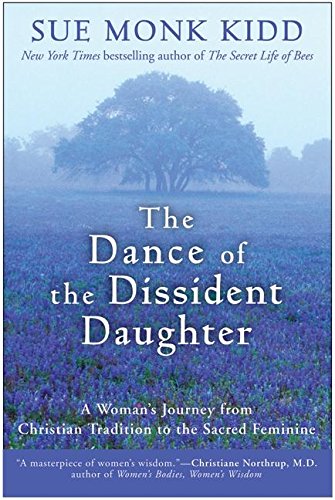 SUE MONK KIDD
New York Times bestselling author of The Secret Life of Bees
The
Dance of
the Dissident
Daughter
A Woman's Journey from
Christian Tradition to the Sacred Feminine
"A masterpiece of women's wisdom."—Christiane Northrup, M.D.
author of Women's Bodies, Women's Wisdom